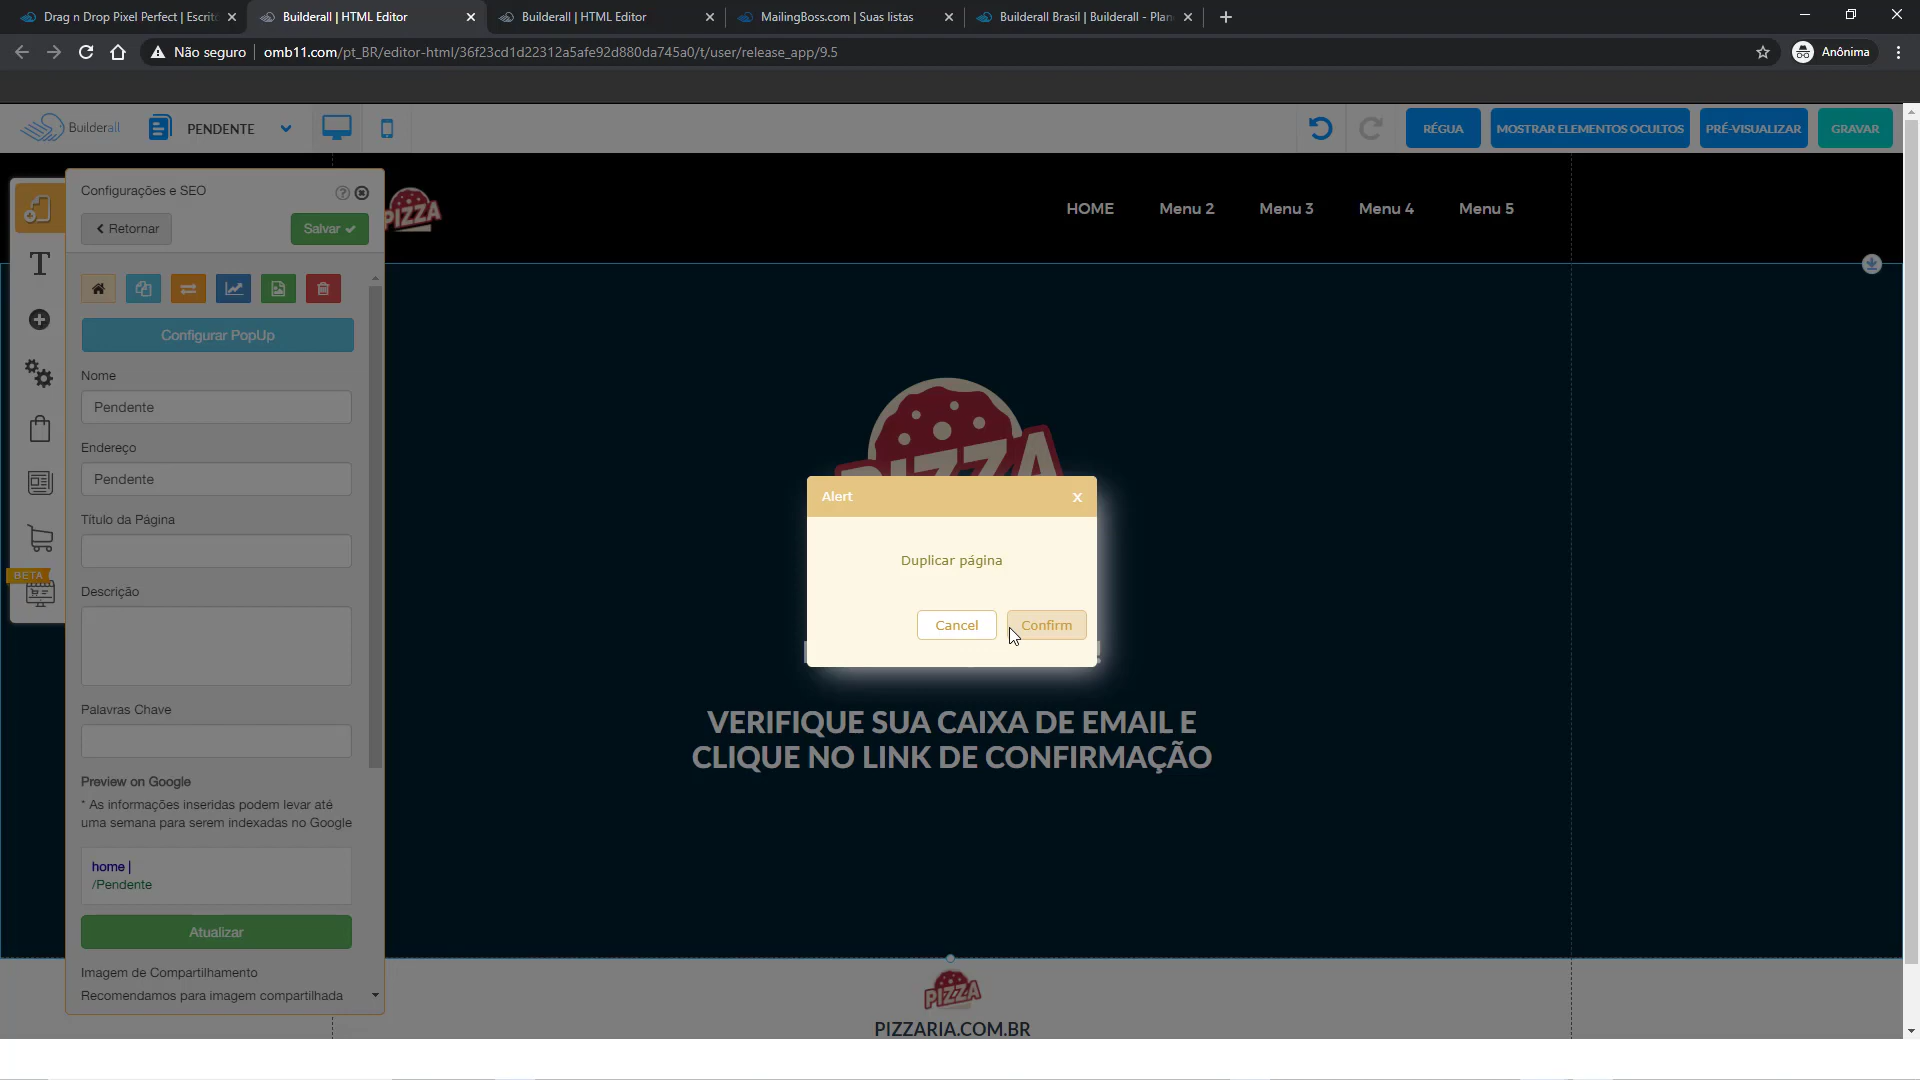 Drag n Drop Pixel Perfect | Escrit
Builderall | HTML Editor
Builderall | HTML Editor
MailingBoss.com | Suas listas
Builderall Brasil | Builderall - Plan
Não seguro
omb11.com/pt_BR/editor-html/36f23cd1d22312a5afe92d880da745a0/t/user/release_app/9.5
Anônima
Builderall
PENDENTE
RÉGUA
MOSTRAR ELEMENTOS OCULTOS
PRÉ-VISUALIZAR
GRAVAR
Configurações e SEO
Retornar
Salvar
PIZZA
HOME
Menu 2
Menu 3
Menu 4
Menu 5
Configurar PopUp
Nome
Pendente
Endereço
Pendente
Título da Página
Descrição
BETA
Palavras Chave
Preview on Google
* As informações inseridas podem levar até
uma semana para serem indexadas no Google
home |
/Pendente
Atualizar
Imagem de Compartilhamento
Recomendamos para imagem compartilhada
PIZZA
Alert
X
Duplicar página
Cancel
Confirm
VERIFIQUE SUA CAIXA DE EMAIL E
CLIQUE NO LINK DE CONFIRMAÇÃO
PIZZA
PIZZARIA.COM.BR